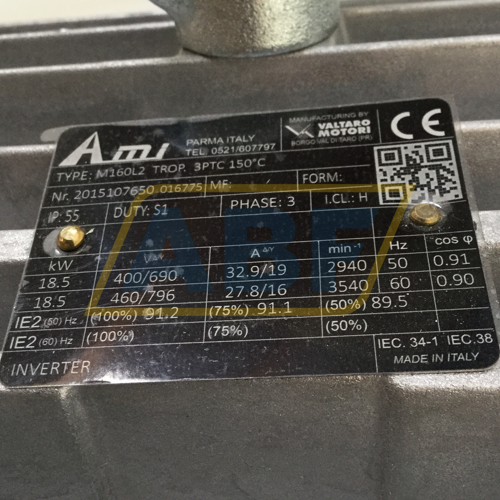 Ami
PARMA ITALY
TEL. 0521/607797
MANUFACTURING BY
VALTARO MOTORI
BORGO VAL DI TARO (PR)
TYPE: M160L2 TROP. 3PTC 150°C
Nr. 2015107650.016775 MF: FORM:
IP: 55 DUTY: S1 PHASE: 3 I.CL.: H
kW V Δ/Y A Δ/Y min⁻¹ Hz cos φ
18.5 400/690 32.9/19 2940 50 0.91
18.5 460/796 27.8/16 3540 60 0.90
IE2 (50) Hz (100%) 91.2 (75%) 91.1 (50%) 89.5
IE2 (60) Hz (100%) (75%) (50%)
INVERTER
IEC. 34-1 IEC.38
MADE IN ITALY
ABF